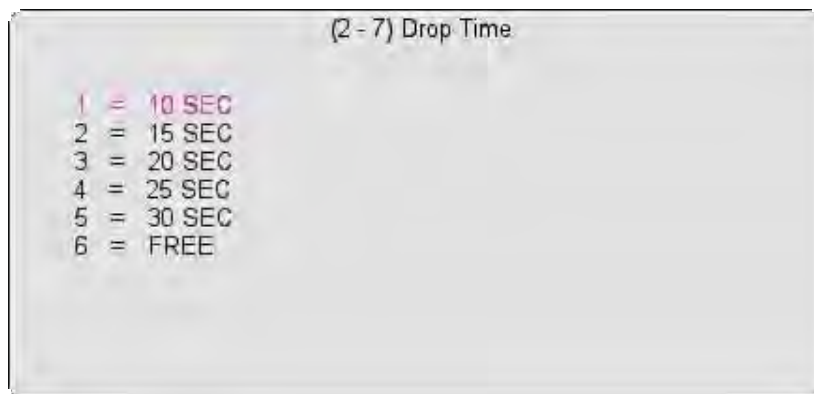 (2 - 7) Drop Time
1 = 10 SEC
2 = 15 SEC
3 = 20 SEC
4 = 25 SEC
5 = 30 SEC
6 = FREE